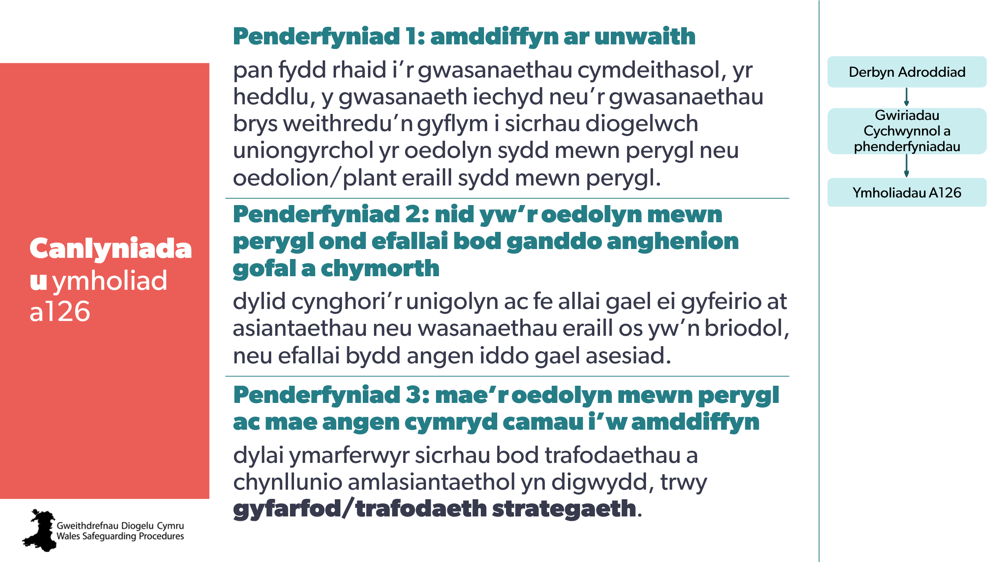 Canlyniada
u ymholiad
a126
Penderfyniad 1: amddiffyn ar unwaith
pan fydd rhaid i'r gwasanaethau cymdeithasol, yr
heddlu, y gwasanaeth iechyd neu'r gwasanaethau
brys weithredu'n gyflym i sicrhau diogelwch
uniongyrchol yr oedolyn sydd mewn perygl neu
oedolion/plant eraill sydd mewn perygl.
Penderfyniad 2: nid yw'r oedolyn mewn
perygl ond efallai bod ganddo anghenion
gofal a chymorth
dylid cynghori'r unigolyn ac fe allai gael ei gyfeirio at
asiantaethau neu wasanaethau eraill os yw'n briodol,
neu efallai bydd angen iddo gael asesiad.
Penderfyniad 3: mae'r oedolyn mewn perygl
ac mae angen cymryd camau i'w amddiffyn
dylai ymarferwyr sicrhau bod trafodaethau a
chynllunio amlasiantaethol yn digwydd, trwy
gyfarfod/trafodaeth strategaeth.
Derbyn Adroddiad
Gwiriadau
Cychwynnol a
phenderfyniadau
Ymholiadau A126
Gweithdrefnau Diogelu Cymru
Wales Safeguarding Procedures